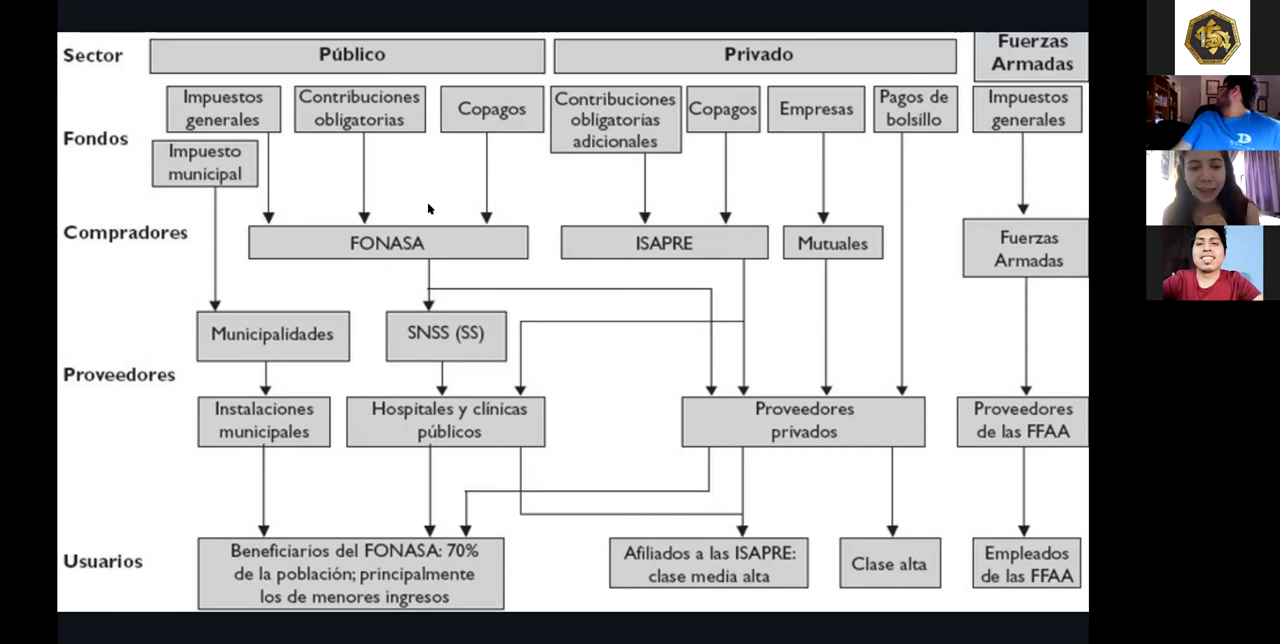 Sector
Público
Privado
Fuerzas
Armadas
Fondos
Impuestos
generales
Contribuciones
obligatorias
Copagos
Contribuciones
obligatorias
adicionales
Copagos
Empresas
Pagos de
bolsillo
Impuestos
generales
Impuesto
municipal
Compradores
FONASA
ISAPRE
Mutuales
Fuerzas
Armadas
Municipalidades
SNSS (SS)
Proveedores
Instalaciones
municipales
Hospitales y clínicas
públicos
Proveedores
privados
Proveedores
de las FFAA
Usuarios
Beneficiarios del FONASA: 70%
de la población; principalmente
los de menores ingresos
Afiliados a las ISAPRE:
clase media alta
Clase alta
Empleados
de las FFAA